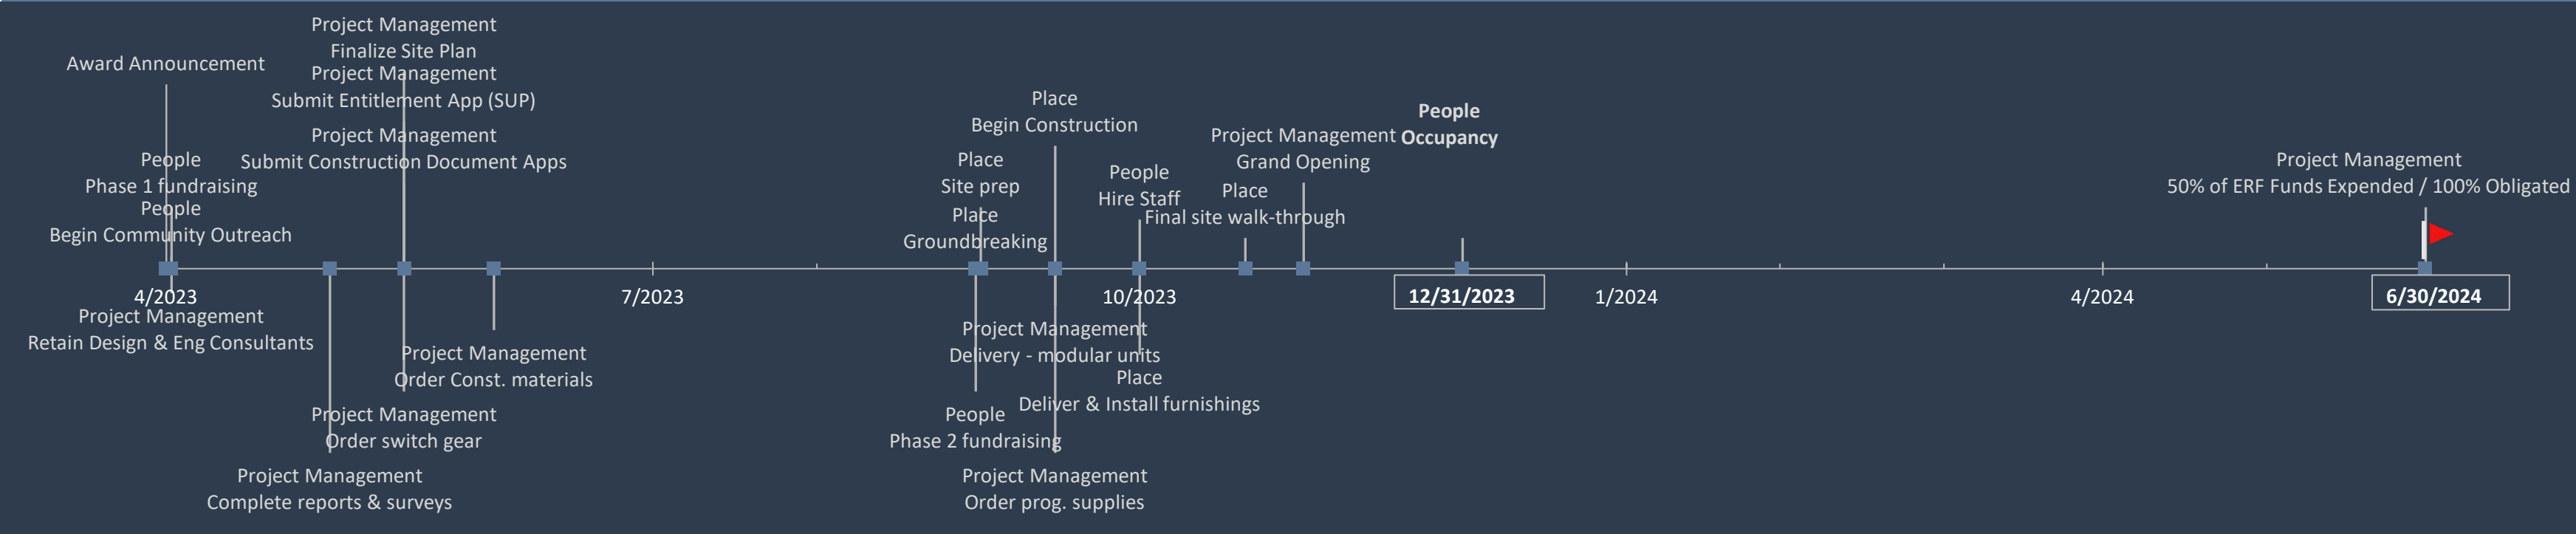 Project Management
Finalize Site Plan
Award Announcement
Project Management
Submit Entitlement App (SUP)
Place
Begin Construction
People
Occupancy
Project Management
Submit Construction Document Apps
Project Management
Grand Opening
People
Phase 1 fundraising
Place
Site prep
People
Hire Staff
Place
Final site walk-through
Project Management
50% of ERF Funds Expended / 100% Obligated
People
Begin Community Outreach
Place
Groundbreaking
4/2023
7/2023
10/2023
12/31/2023
1/2024
4/2024
6/30/2024
Project Management
Retain Design & Eng Consultants
Project Management
Order Const. materials
Project Management
Delivery - modular units
Place
Deliver & Install furnishings
Project Management
Order switch gear
People
Phase 2 fundraising
Project Management
Complete reports & surveys
Project Management
Order prog. supplies